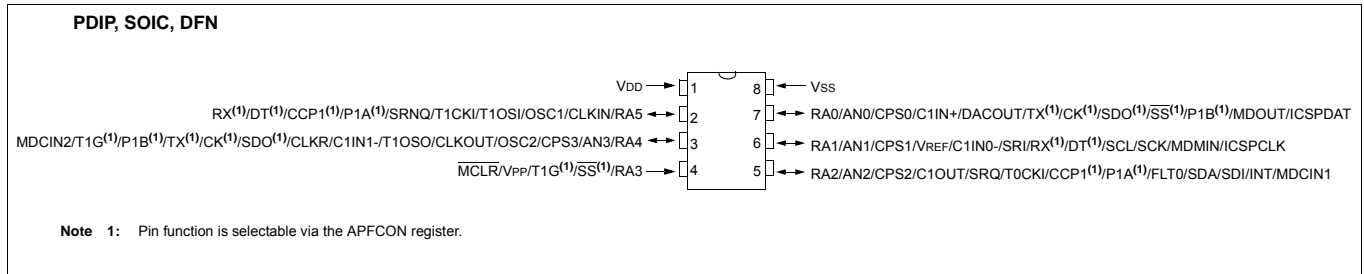 PDIP, SOIC, DFN
VDD 1 8 VSS
RX(1)/DT(1)/CCP1(1)/P1A(1)/SRNQ/T1CKI/T1OSI/OSC1/CLKIN/RA5 2 7 RA0/AN0/CPS0/C1IN+/DACOUT/TX(1)/CK(1)/SDO(1)/SS(1)/P1B(1)/MDOUT/ICSPDAT
MDCIN2/T1G(1)/P1B(1)/TX(1)/CK(1)/SDO(1)/CLKR/C1IN1-/T1OSO/CLKOUT/OSC2/CPS3/AN3/RA4 3 6 RA1/AN1/CPS1/VREF/C1IN0-/SRI/RX(1)/DT(1)/SCL/SCK/MDMIN/ICSPCLK
MCLR/VPP/T1G(1)/SS(1)/RA3 4 5 RA2/AN2/CPS2/C1OUT/SRQ/T0CKI/CCP1(1)/P1A(1)/FLT0/SDA/SDI/INT/MDCIN1
Note 1: Pin function is selectable via the APFCON register.